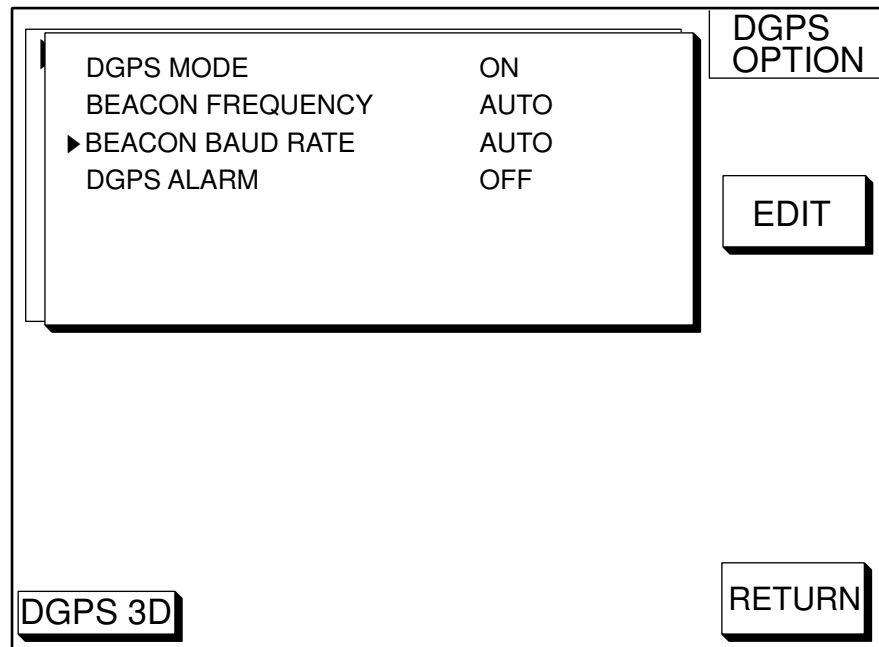 DGPS
OPTION
DGPS MODE ON
BEACON FREQUENCY AUTO
BEACON BAUD RATE AUTO
DGPS ALARM OFF
EDIT
DGPS 3D
RETURN